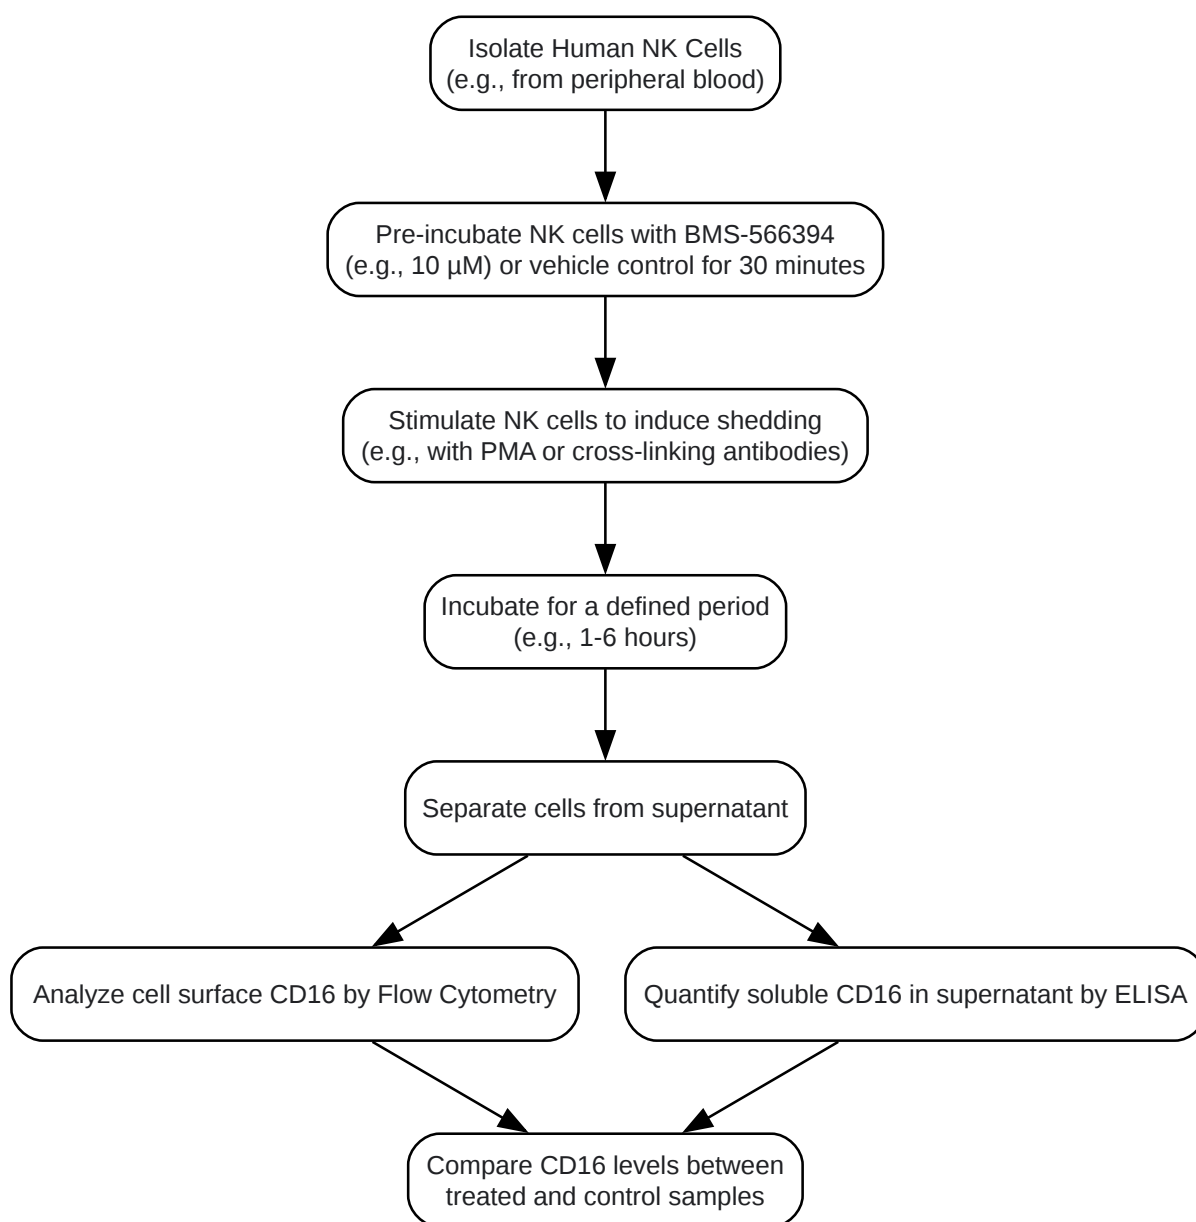 Isolate Human NK Cells
(e.g., from peripheral blood)
Pre-incubate NK cells with BMS-566394
(e.g., 10 µM) or vehicle control for 30 minutes
Stimulate NK cells to induce shedding
(e.g., with PMA or cross-linking antibodies)
Incubate for a defined period
(e.g., 1-6 hours)
Separate cells from supernatant
Analyze cell surface CD16 by Flow Cytometry
Quantify soluble CD16 in supernatant by ELISA
Compare CD16 levels between
treated and control samples